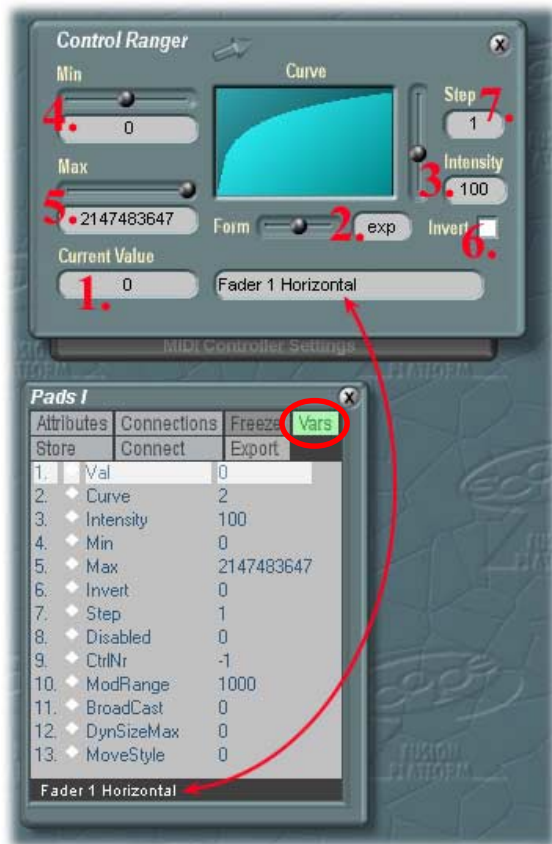 Control Ranger
Min
Curve
Step
4.
7.
0
1
Max
Intensity
3.
100
5.
2147483647
Form
2.
exp
Invert
6.
Current Value
1.
0
Fader 1 Horizontal
MIDI Controller Settings
Pads I
Attributes Connections Freeze Vars
Store Connect Export
1. Val 0
2. Curve 2
3. Intensity 100
4. Min 0
5. Max 2147483647
6. Invert 0
7. Step 1
8. Disabled 0
9. CtrlNr -1
10. ModRange 1000
11. BroadCast 0
12. DynSizeMax 0
13. MoveStyle 0
Fader 1 Horizontal
FUSION
PLATFORM